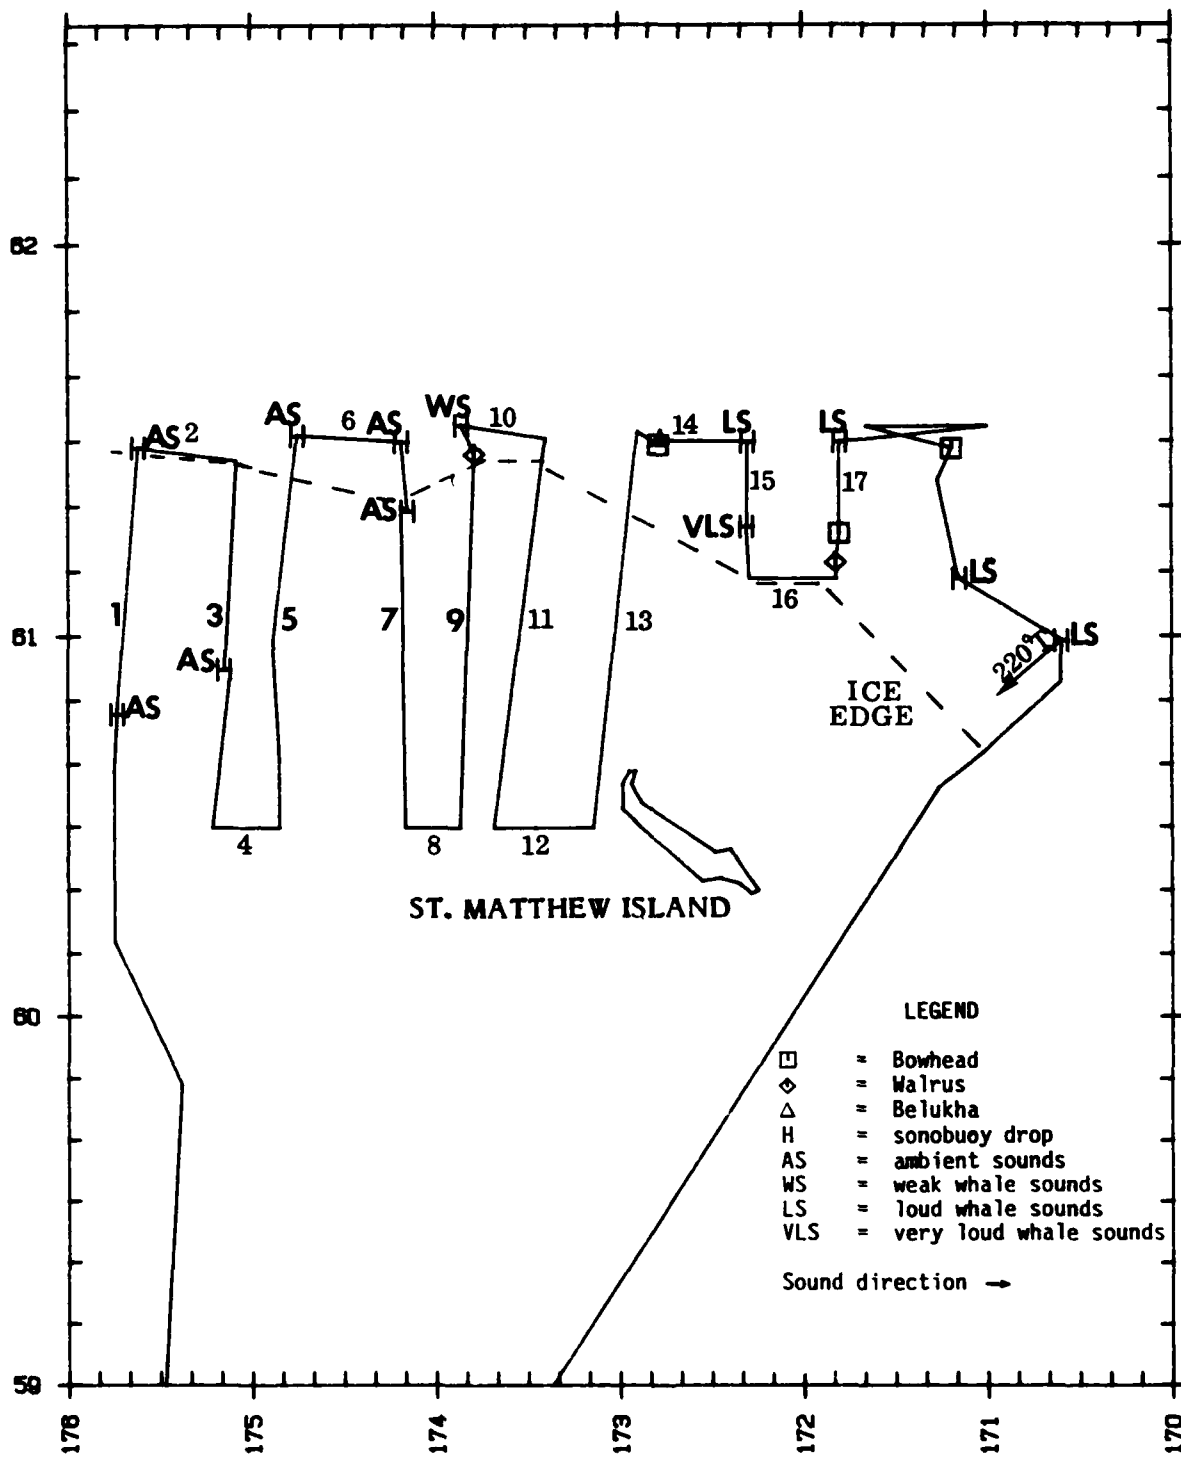 62
WS
10
AS
6
AS
14
LS
LS
AS 2
15
17
AS
VLS
LS
16
1
3
5
7
9
11
13
LS
220°T
AS
ICE
EDGE
AS
4
8
12
ST. MATTHEW ISLAND
61
60
LEGEND
= Bowhead
= Walrus
= Belukha
H = sonobuoy drop
AS = ambient sounds
WS = weak whale sounds
LS = loud whale sounds
VLS = very loud whale sounds
Sound direction →
59
176
175
174
173
172
171
170